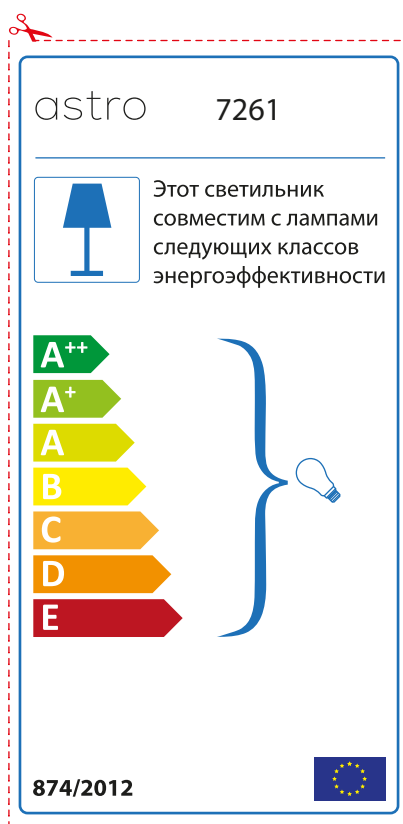 astro 7261
Этот светильник
совместим с лампами
следующих классов
энергоэффективности
A++
A+
A
B
C
D
E
874/2012